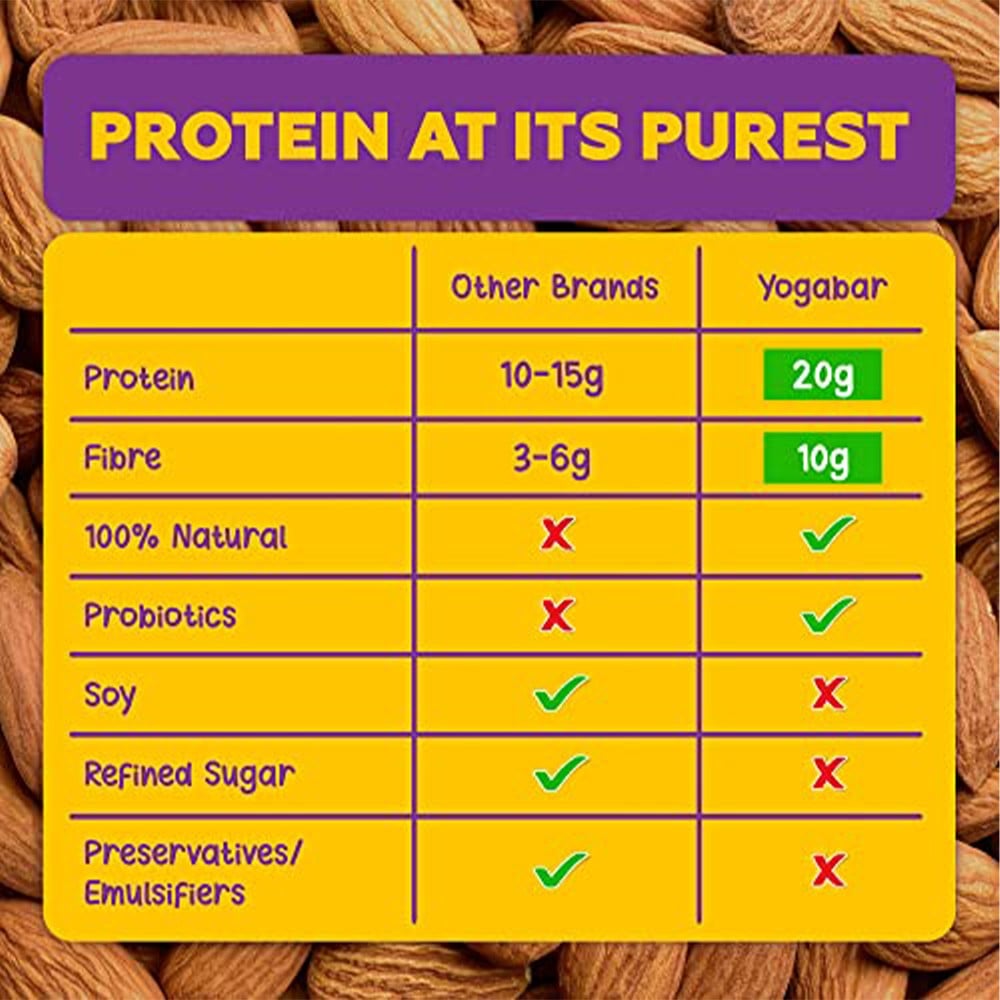 PROTEIN AT ITS PUREST
Other Brands Yogabar
Protein 10-15g 20g
Fibre 3-6g 10g
100% Natural ✗ ✓
Probiotics ✗ ✓
Soy ✓ ✗
Refined Sugar ✓ ✗
Preservatives/
Emulsifiers ✓ ✗